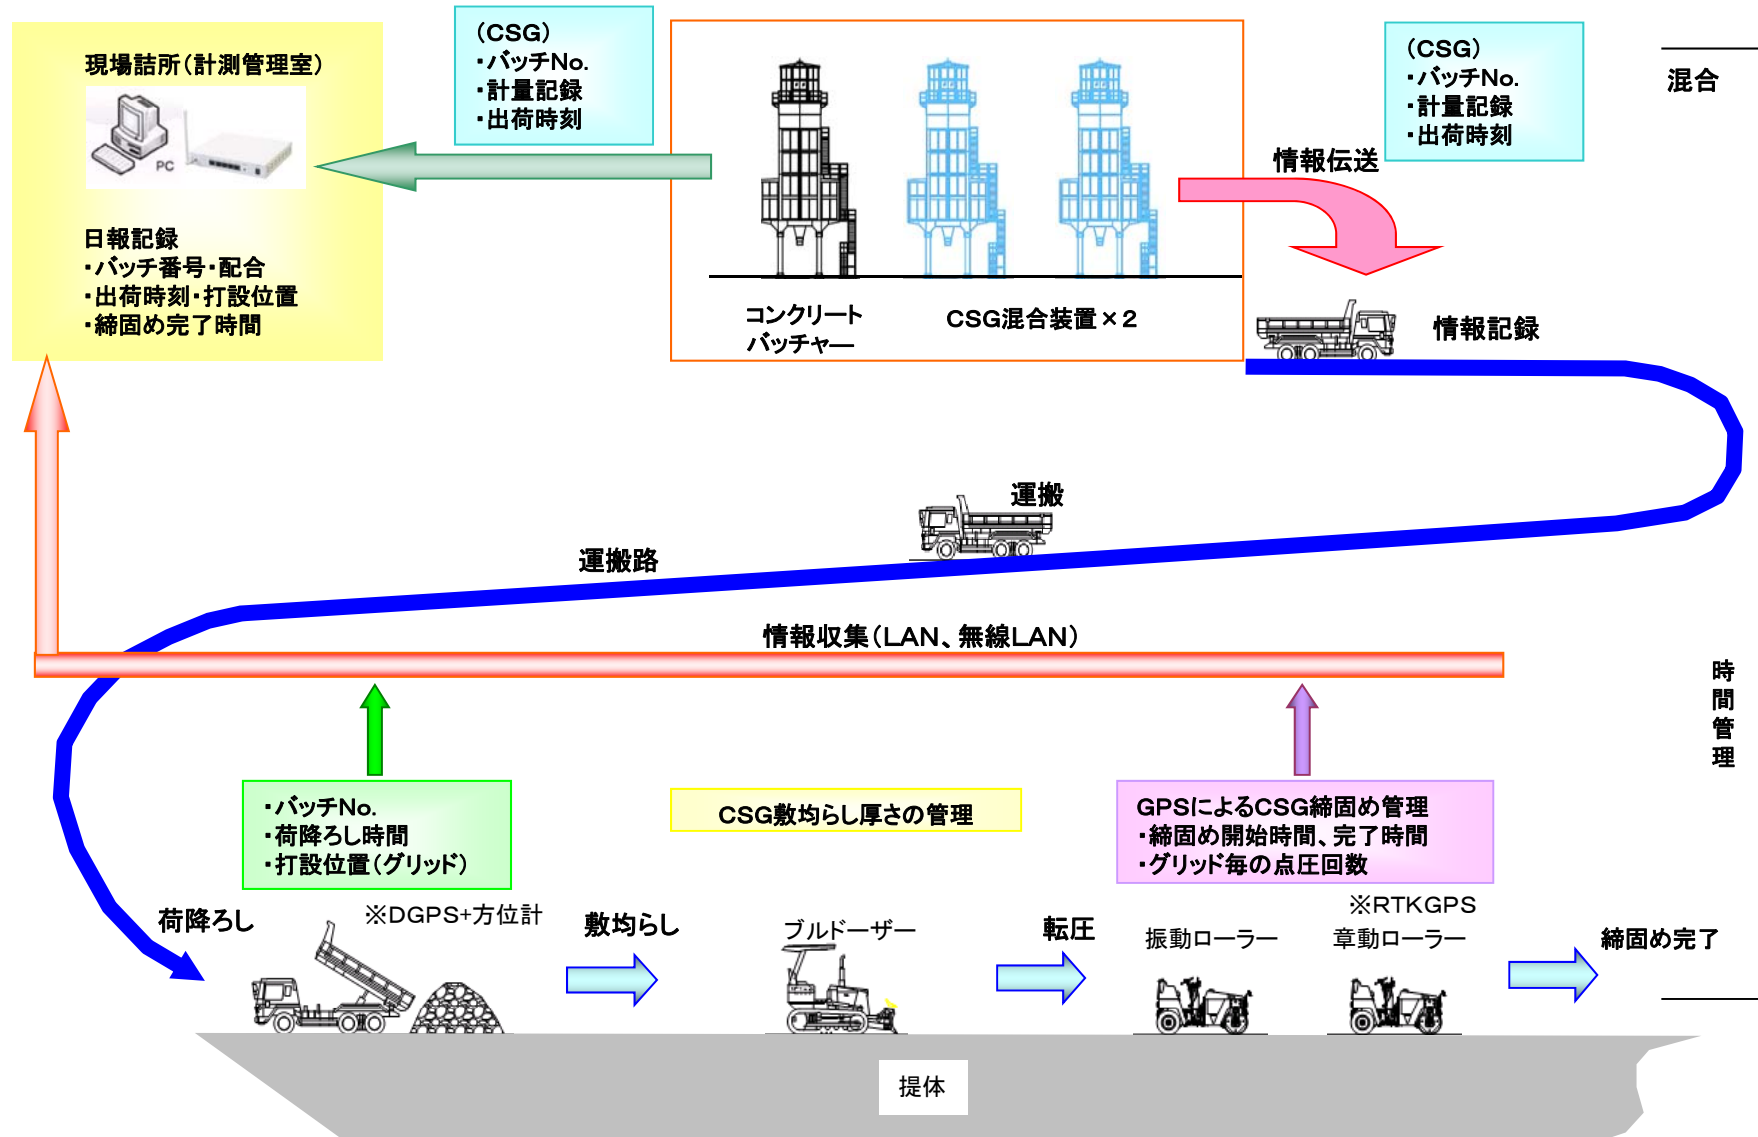 現場詰所(計測管理室)
PC
日報記録
・バッチ番号・配合
・出荷時刻・打設位置
・締固め完了時間
(CSG)
・バッチNo.
・計量記録
・出荷時刻
コンクリート
バッチャー
CSG混合装置×2
(CSG)
・バッチNo.
・計量記録
・出荷時刻
情報伝送
混合
情報記録
運搬
運搬路
情報収集(LAN、無線LAN)
時
間
管
理
・バッチNo.
・荷降ろし時間
・打設位置(グリッド)
CSG敷均らし厚さの管理
GPSによるCSG締固め管理
・締固め開始時間、完了時間
・グリッド毎の点圧回数
荷降ろし
※DGPS+方位計
敷均らし
ブルドーザー
転圧
※RTKGPS
振動ローラー
章動ローラー
締固め完了
提体